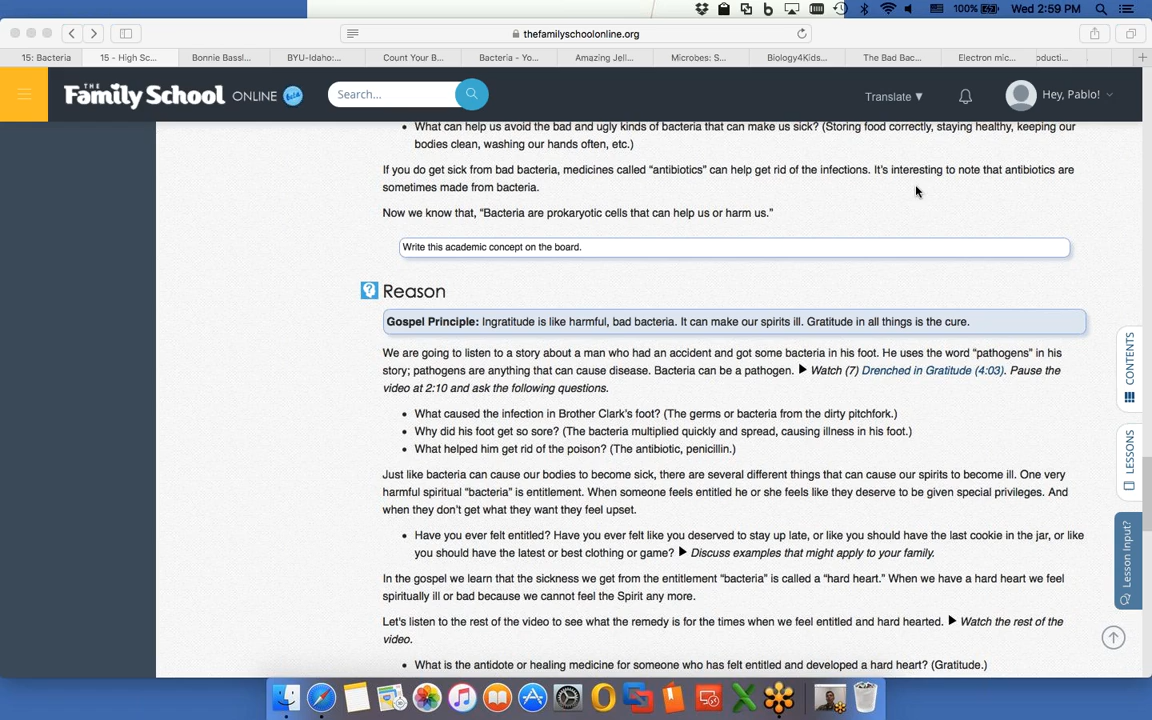 100% Wed 2:59 PM
thefamilyschoolonline.org
15: Bacteria 15 - High Sc... Bonnie Bassl... BYU-Idaho:... Count Your B... Bacteria - Yo... Amazing Jell... Microbes: S... Biology4Kids... The Bad Bac... Electron mic... oducti...
THE Family School ONLINE beta Search... Translate ▼ Hey, Pablo!
• What can help us avoid the bad and ugly kinds of bacteria that can make us sick? (Storing food correctly, staying healthy, keeping our
bodies clean, washing our hands often, etc.)
If you do get sick from bad bacteria, medicines called “antibiotics” can help get rid of the infections. It’s interesting to note that antibiotics are
sometimes made from bacteria.
Now we know that, “Bacteria are prokaryotic cells that can help us or harm us.”
Write this academic concept on the board.
Reason
Gospel Principle: Ingratitude is like harmful, bad bacteria. It can make our spirits ill. Gratitude in all things is the cure.
We are going to listen to a story about a man who had an accident and got some bacteria in his foot. He uses the word “pathogens” in his
story; pathogens are anything that can cause disease. Bacteria can be a pathogen. ▶ Watch (7) Drenched in Gratitude (4:03). Pause the
video at 2:10 and ask the following questions.
• What caused the infection in Brother Clark’s foot? (The germs or bacteria from the dirty pitchfork.)
• Why did his foot get so sore? (The bacteria multiplied quickly and spread, causing illness in his foot.)
• What helped him get rid of the poison? (The antibiotic, penicillin.)
Just like bacteria can cause our bodies to become sick, there are several different things that can cause our spirits to become ill. One very
harmful spiritual “bacteria” is entitlement. When someone feels entitled he or she feels like they deserve to be given special privileges. And
when they don’t get what they want they feel upset.
• Have you ever felt entitled? Have you ever felt like you deserved to stay up late, or like you should have the last cookie in the jar, or like
you should have the latest or best clothing or game? ▶ Discuss examples that might apply to your family.
In the gospel we learn that the sickness we get from the entitlement “bacteria” is called a “hard heart.” When we have a hard heart we feel
spiritually ill or bad because we cannot feel the Spirit any more.
Let’s listen to the rest of the video to see what the remedy is for the times when we feel entitled and hard hearted. ▶ Watch the rest of the
video.
• What is the antidote or healing medicine for someone who has felt entitled and developed a hard heart? (Gratitude.)
CONTENTS
LESSONS
Lesson Input?